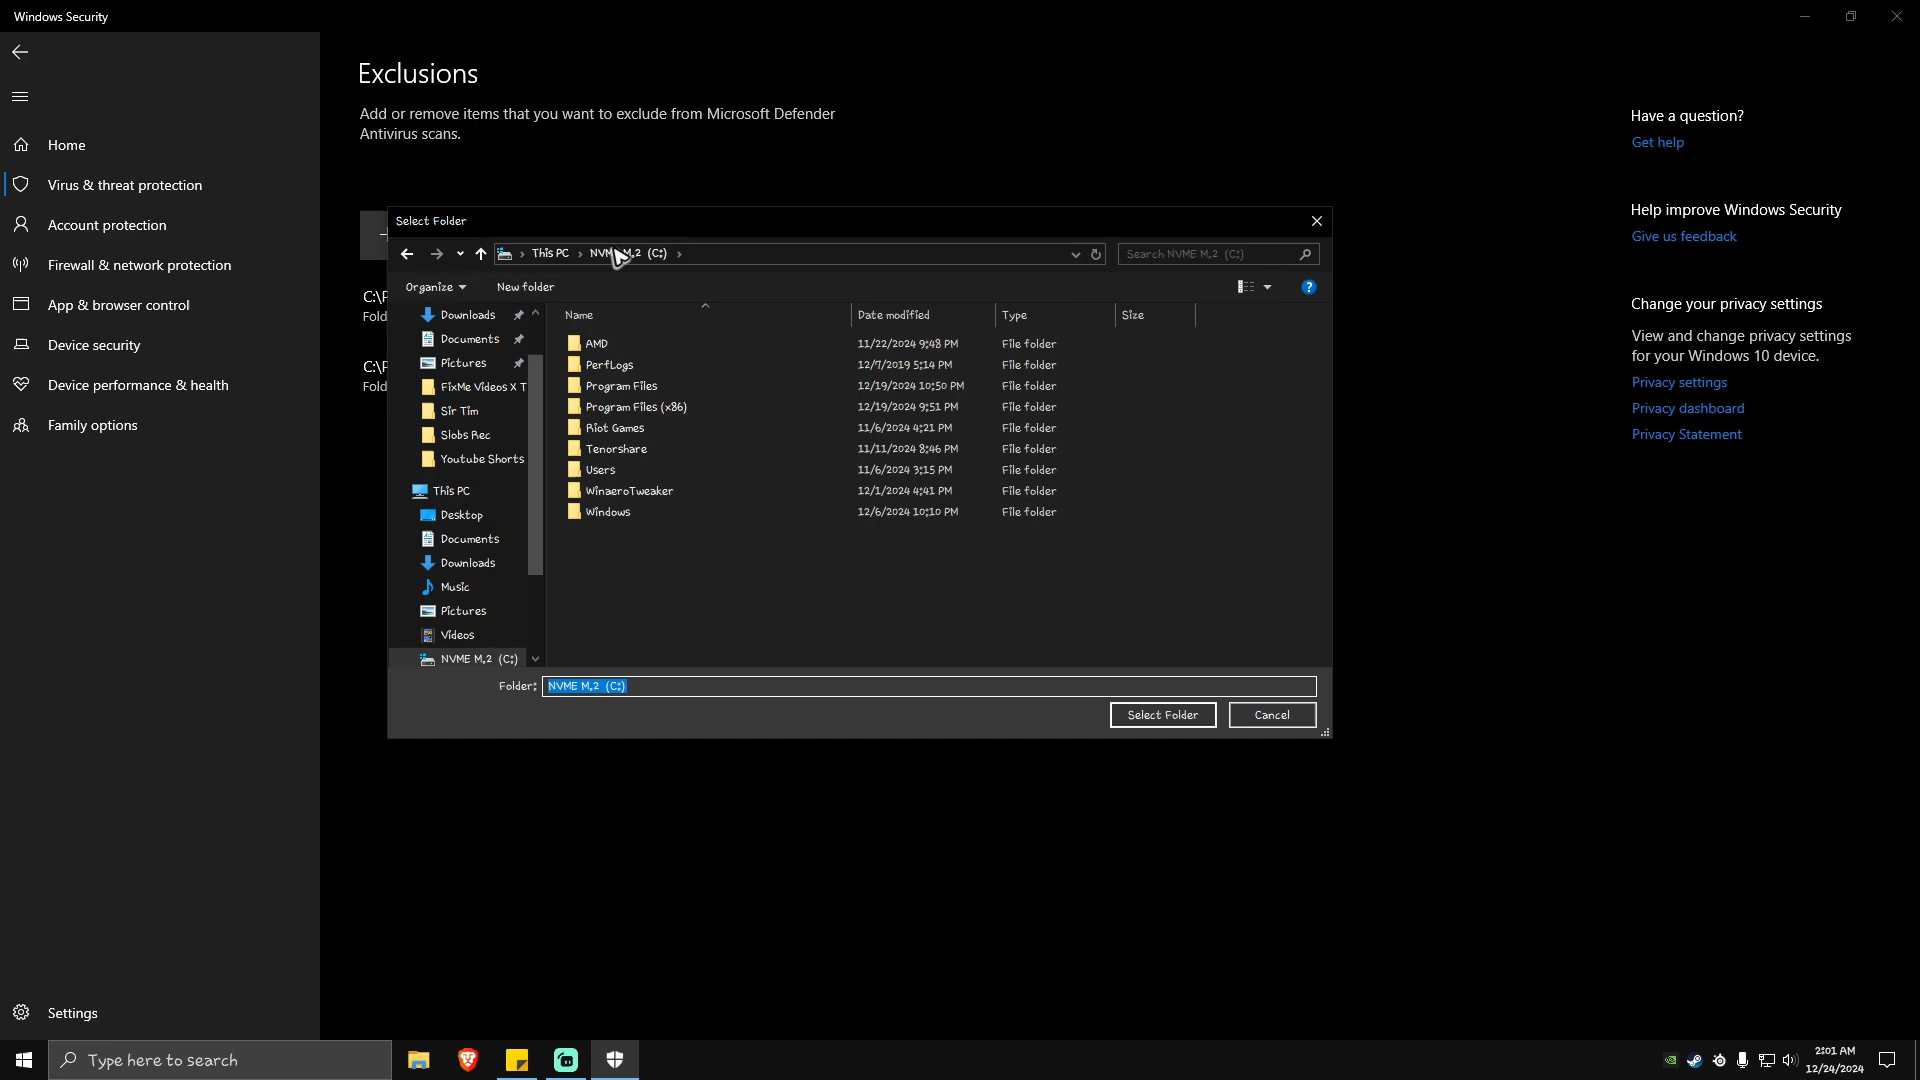 Windows Security
Home
Virus & threat protection
Account protection
Firewall & network protection
App & browser control
Device security
Device performance & health
Family options
Settings
Exclusions
Add or remove items that you want to exclude from Microsoft Defender
Antivirus scans.
C:\P
Fold
C:\P
Fold
Select Folder
This PC > NVME M.2 (C:) >
Search NVME M.2 (C:)
Organize
New folder
Downloads
Documents
Pictures
FixMe Videos X T
Sir Tim
Slobs Rec
Youtube Shorts
This PC
Desktop
Documents
Downloads
Music
Pictures
Videos
NVME M.2 (C:)
Name Date modified Type Size
AMD 11/22/2024 9:48 PM File folder
PerfLogs 12/7/2019 5:14 PM File folder
Program Files 12/19/2024 10:50 PM File folder
Program Files (x86) 12/19/2024 9:51 PM File folder
Riot Games 11/6/2024 4:21 PM File folder
Tenorshare 11/11/2024 8:46 PM File folder
Users 11/6/2024 3:15 PM File folder
WinaeroTweaker 12/1/2024 4:41 PM File folder
Windows 12/6/2024 10:10 PM File folder
Folder: NVME M.2 (C:)
Select Folder
Cancel
Have a question?
Get help
Help improve Windows Security
Give us feedback
Change your privacy settings
View and change privacy settings
for your Windows 10 device.
Privacy settings
Privacy dashboard
Privacy Statement
Type here to search
2:01 AM
12/24/2024